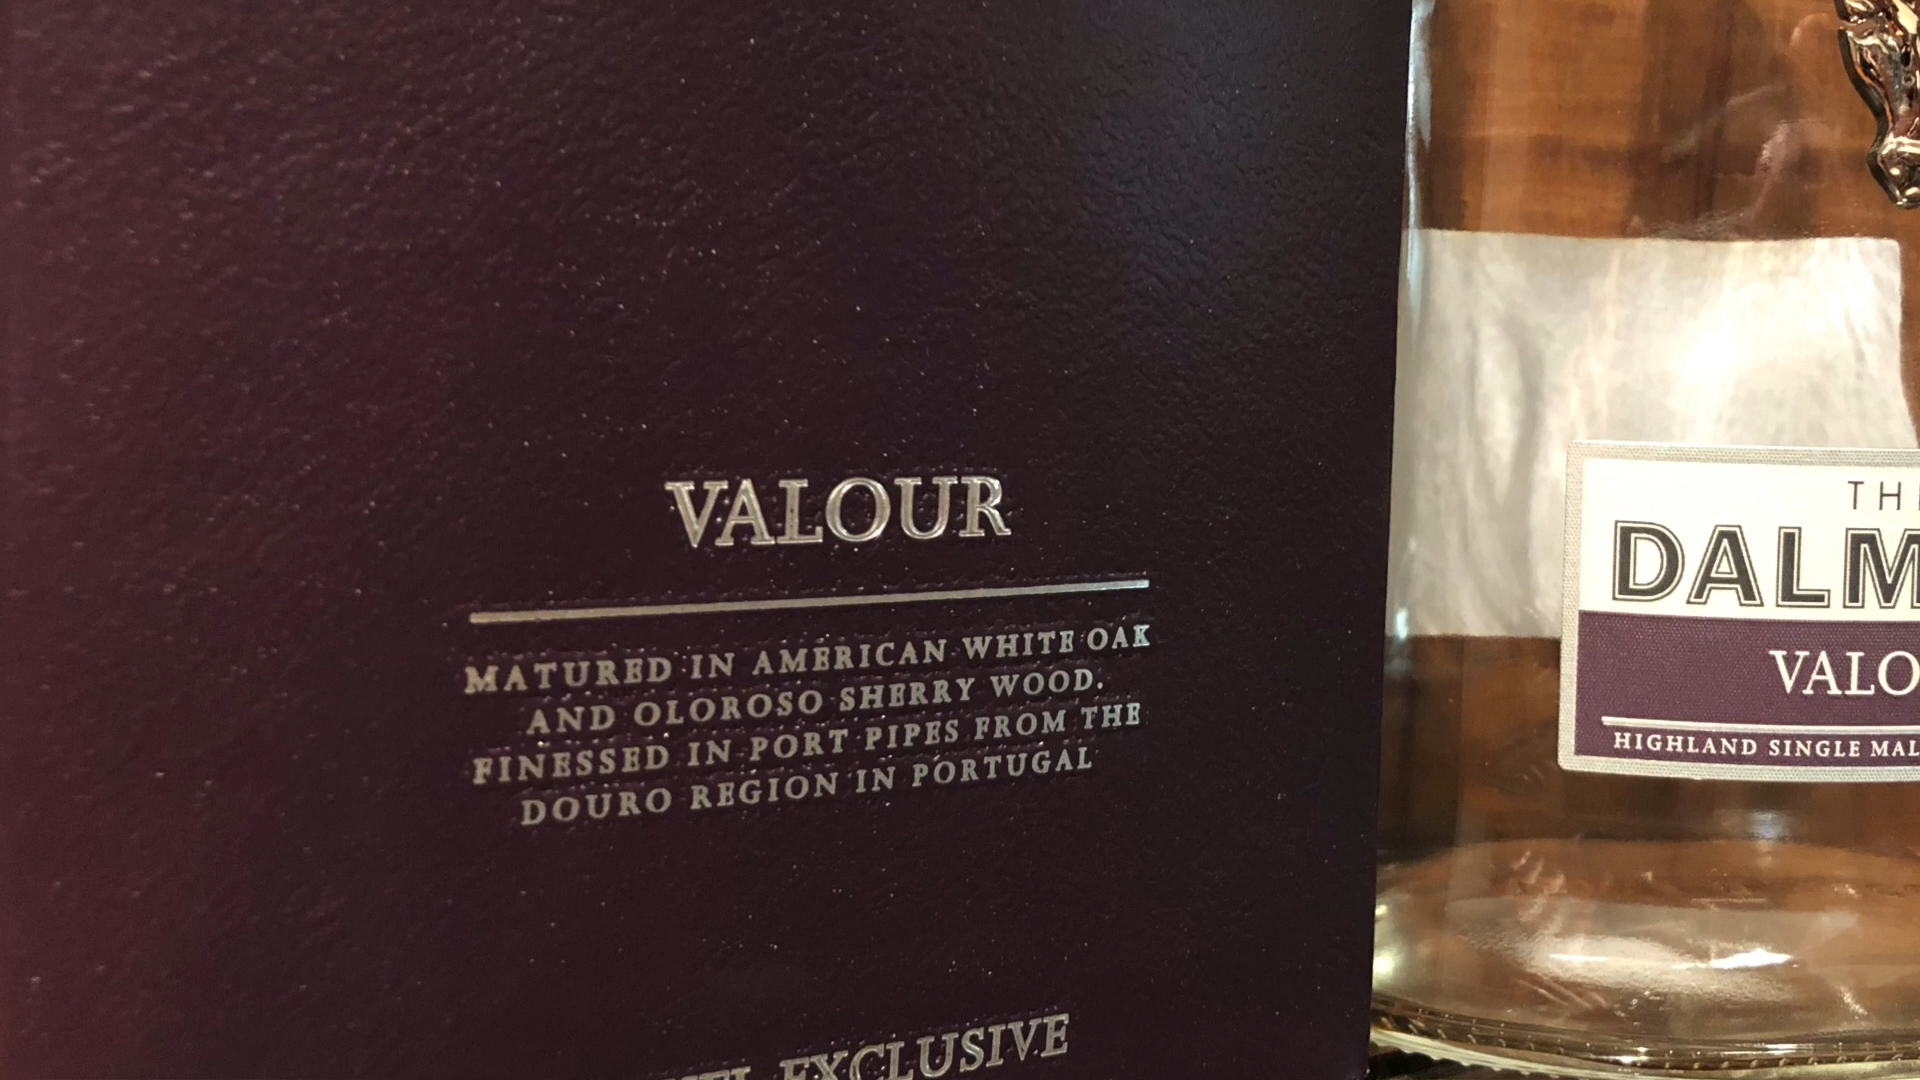 VALOUR
MATURED IN AMERICAN WHITE OAK
AND OLOROSO SHERRY WOOD.
FINESSED IN PORT PIPES FROM THE
DOURO REGION IN PORTUGAL
EXCLUSIVE
DALM
VALO
HIGHLAND SINGLE MAL